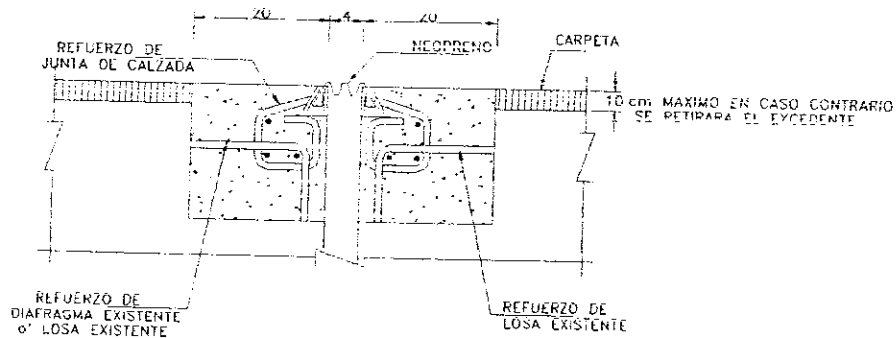 20 4 20
NEOPRENO
CARPETA
REFUERZO DE
JUNTA DE CALZADA
10 cm MAXIMO EN CASO CONTRARIO
SE RETIRARA EL EXCEDENTE
REFUERZO DE
DIAFRAGMA EXISTENTE
o' LOSA EXISTENTE
REFUERZO DE
LOSA EXISTENTE